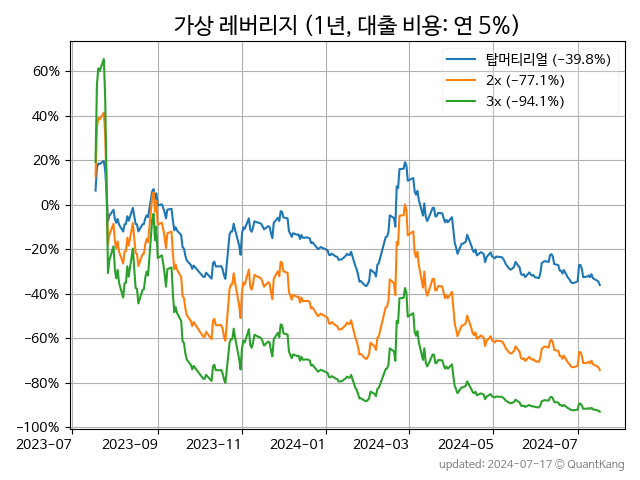 가상 레버리지 (1년, 대출 비용: 연 5%)
탑머티리얼 (-39.8%)
2x (-77.1%)
3x (-94.1%)
60%
40%
20%
0%
-20%
-40%
-60%
-80%
-100%
2023-07 2023-09 2023-11 2024-01 2024-03 2024-05 2024-07
updated: 2024-07-17 © QuantKang